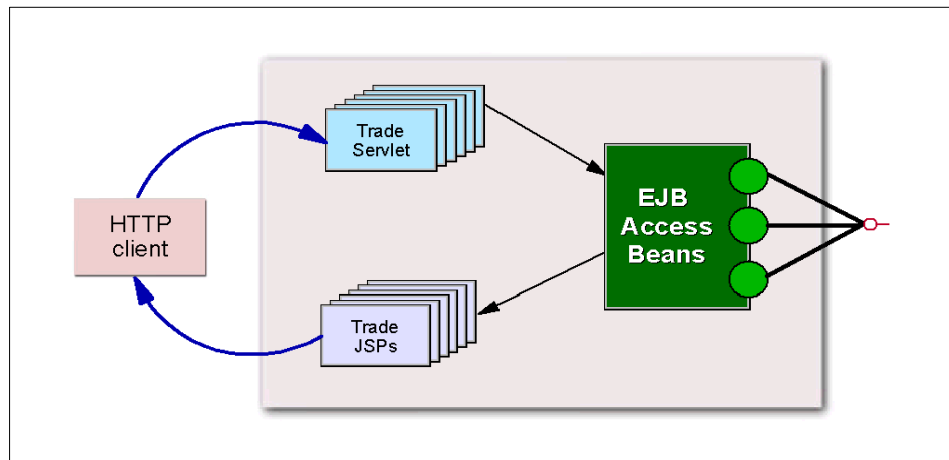 Trade
Servlet
HTTP
client
EJB
Access
Beans
Trade
JSPs